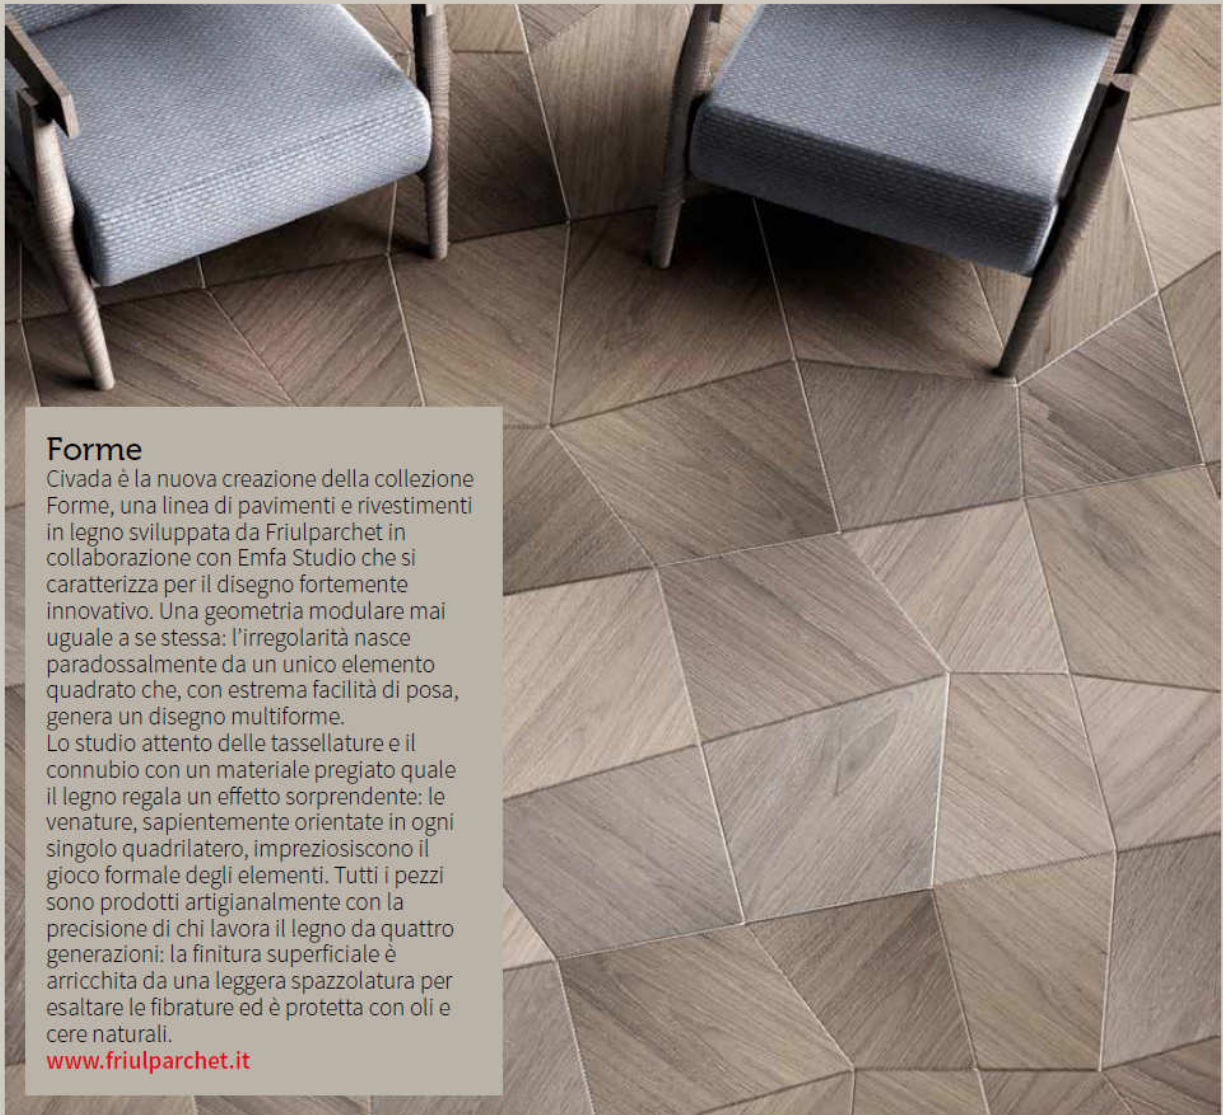 Forme
Civada è la nuova creazione della collezione
Forme, una linea di pavimenti e rivestimenti
in legno sviluppata da Friulparchet in
collaborazione con Emfa Studio che si
caratterizza per il disegno fortemente
innovativo. Una geometria modulare mai
uguale a se stessa: l'irregolarità nasce
paradossalmente da un unico elemento
quadrato che, con estrema facilità di posa,
genera un disegno multiforme.
Lo studio attento delle tassellature e il
connubio con un materiale pregiato quale
il legno regala un effetto sorprendente: le
venature, sapientemente orientate in ogni
singolo quadrilatero, impreziosiscono il
gioco formale degli elementi. Tutti i pezzi
sono prodotti artigianalmente con la
precisione di chi lavora il legno da quattro
generazioni: la finitura superficiale è
arricchita da una leggera spazzolatura per
esaltare le fibrature ed è protetta con oli e
cere naturali.
www.friulparchet.it